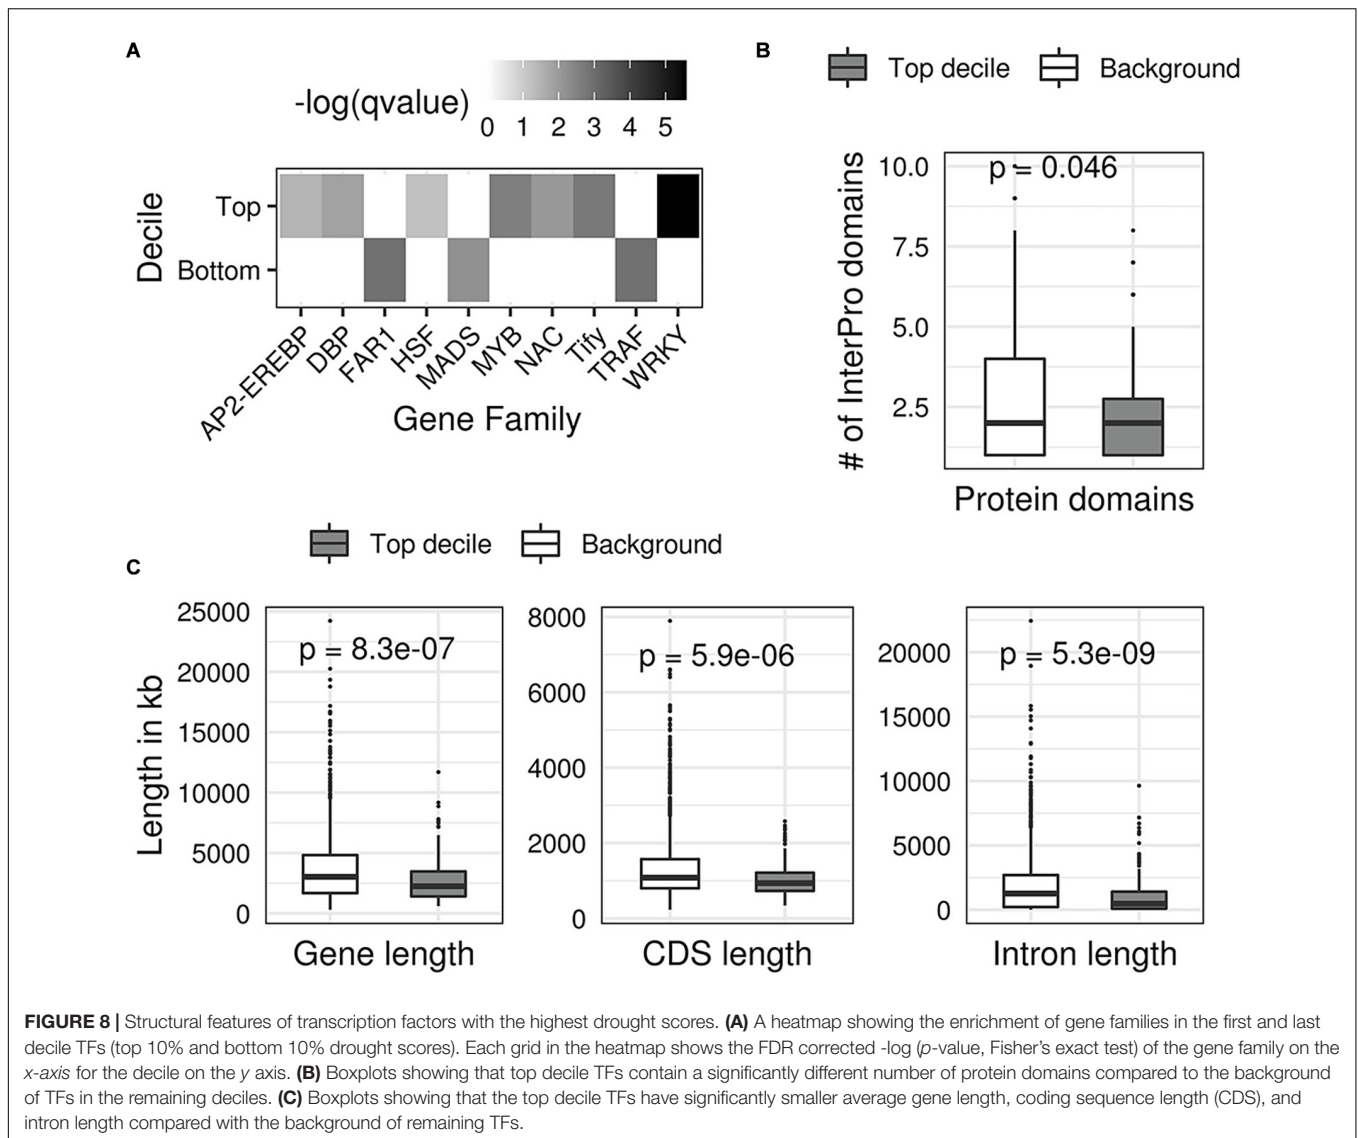 A
-log(qvalue)
0 1 2 3 4 5
Decile
Top
Bottom
AP2-EREBP
DBP
FAR1
HSF
MADS
MYB
NAC
Tify
TRAF
WRKY
Gene Family
B
Top decile Background
# of InterPro domains
10.0
7.5
5.0
2.5
p = 0.046
Protein domains
C
Top decile Background
Length in kb
25000
20000
15000
10000
5000
0
p = 8.3e-07
Gene length
8000
6000
4000
2000
0
p = 5.9e-06
CDS length
20000
15000
10000
5000
0
p = 5.3e-09
Intron length
FIGURE 8 | Structural features of transcription factors with the highest drought scores. (A) A heatmap showing the enrichment of gene families in the first and last
decile TFs (top 10% and bottom 10% drought scores). Each grid in the heatmap shows the FDR corrected -log (p-value, Fisher's exact test) of the gene family on the
x-axis for the decile on the y axis. (B) Boxplots showing that top decile TFs contain a significantly different number of protein domains compared to the background
of TFs in the remaining deciles. (C) Boxplots showing that the top decile TFs have significantly smaller average gene length, coding sequence length (CDS), and
intron length compared with the background of remaining TFs.